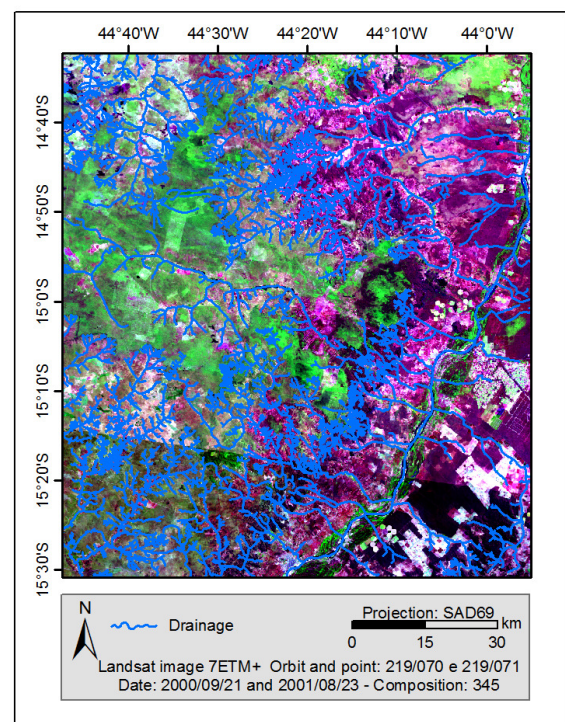 44°40'W 44°30'W 44°20'W 44°10'W 44°0'W
14°40'S
14°50'S
15°0'S
15°10'S
15°20'S
15°30'S
N
Drainage
Projection: SAD69
km
0 15 30
Landsat image 7ETM+ Orbit and point: 219/070 e 219/071
Date: 2000/09/21 and 2001/08/23 - Composition: 345